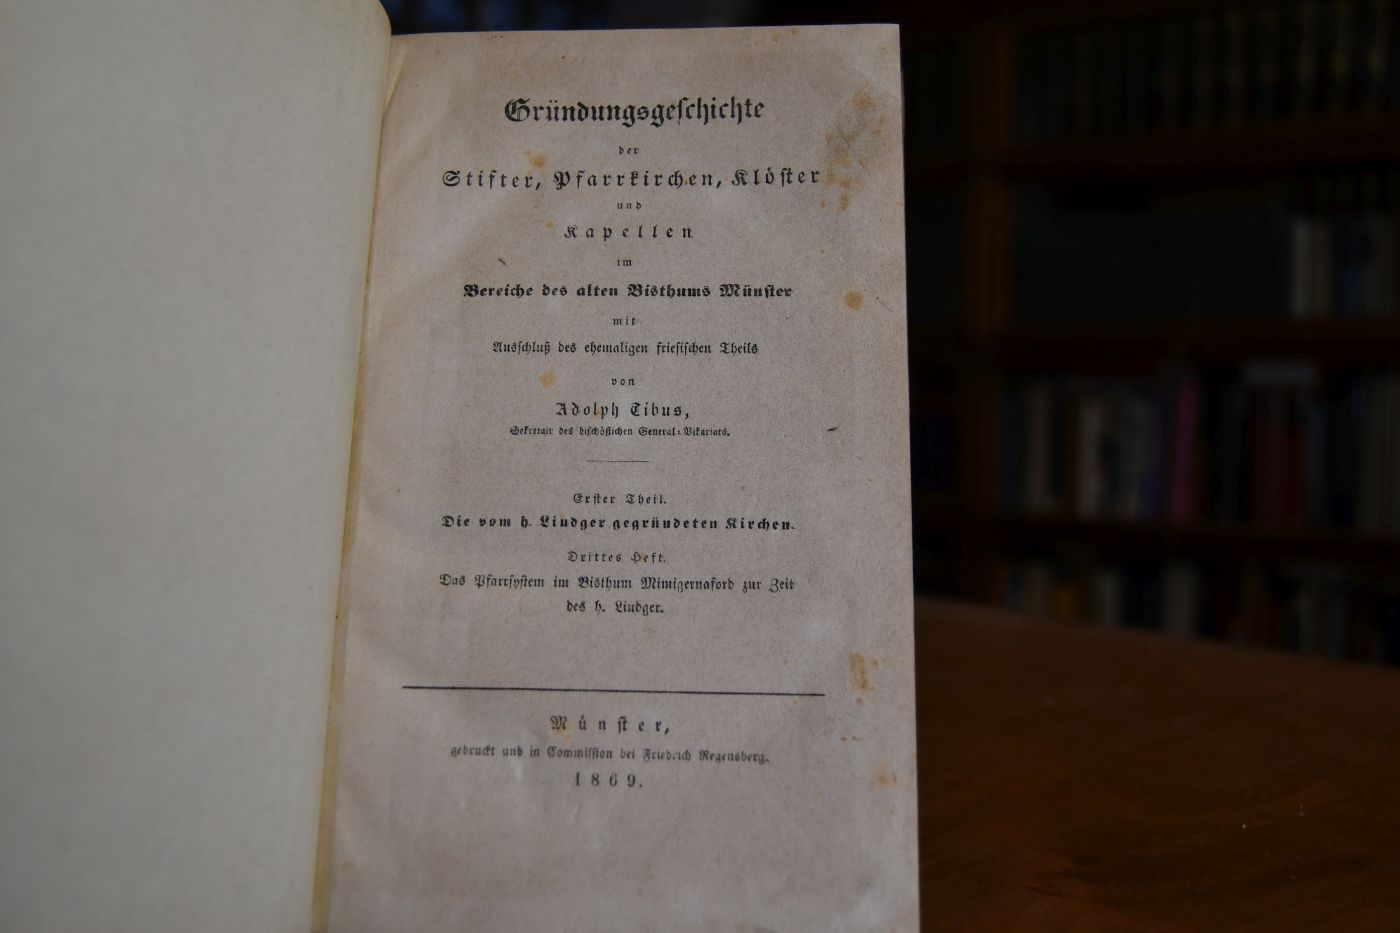 Gründungsgeschichte
der
Stifter, Pfarrkirchen, Klöster
und
Kapellen
im
Bereiche des alten Bisthums Münster
mit
Ausschluß des ehemaligen friesischen Theils
von
Adolph Tibus,
Sekretair des bischöflichen General-Vikariats.
Erster Theil.
Die vom h. Liudger gegründeten Kirchen.
Drittes Heft.
Das Pfarrsystem im Bisthum Mimigernaford zur Zeit
des h. Liudger.
Münster,
gedruckt und in Commission bei Friedrich Regensberg.
1869.